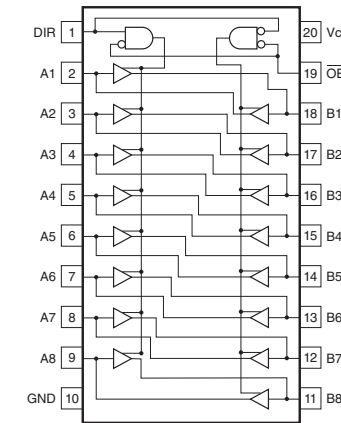 DIR 1
A1 2
A2 3
A3 4
A4 5
A5 6
A6 7
A7 8
A8 9
GND 10
20 Vc
19 OE
18 B1
17 B2
16 B3
15 B4
14 B5
13 B6
12 B7
11 B8